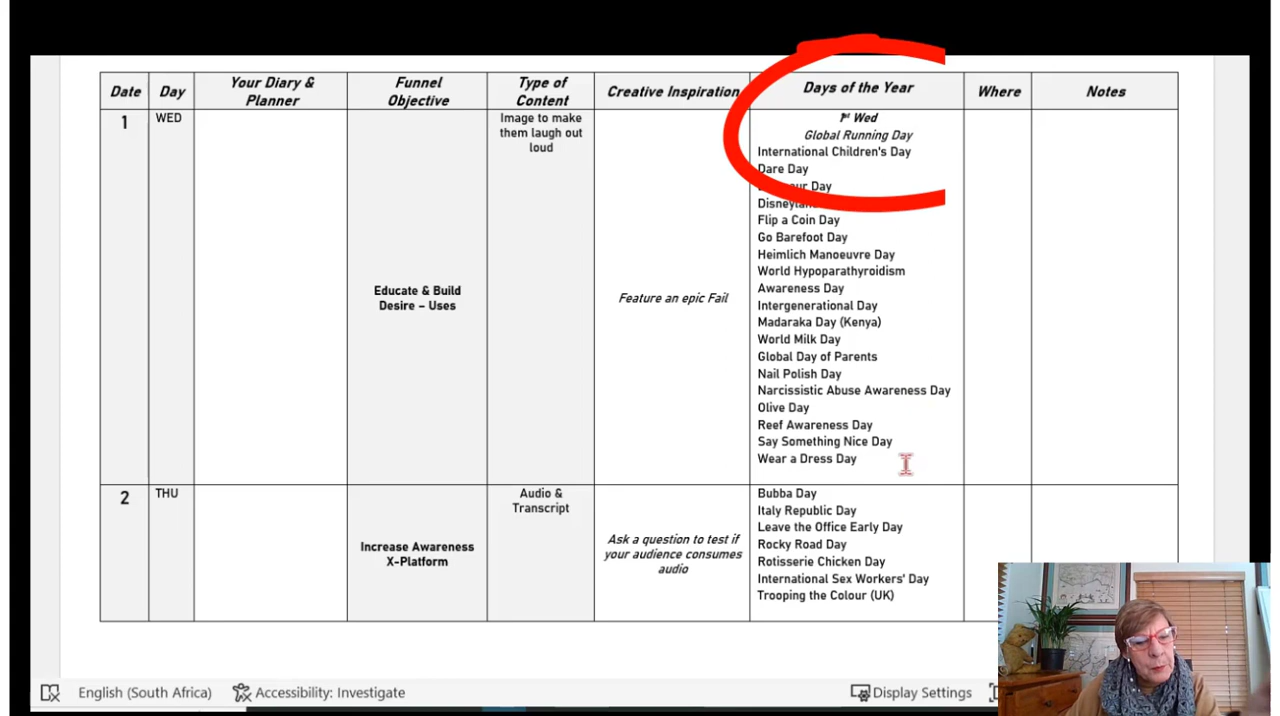 Date
Day
Your Diary &
Planner
Funnel
Objective
Type of
Content
Creative Inspiration
Days of the Year
Where
Notes
1
WED
Educate & Build
Desire – Uses
Image to make
them laugh out
loud
Feature an epic Fail
1st Wed
Global Running Day
International Children's Day
Dare Day
Day
Flip a Coin Day
Go Barefoot Day
Heimlich Manoeuvre Day
World Hypoparathyroidism
Awareness Day
Intergenerational Day
Madaraka Day (Kenya)
World Milk Day
Global Day of Parents
Nail Polish Day
Narcissistic Abuse Awareness Day
Olive Day
Reef Awareness Day
Say Something Nice Day
Wear a Dress Day
2
THU
Increase Awareness
X-Platform
Audio &
Transcript
Ask a question to test if
your audience consumes
audio
Bubba Day
Italy Republic Day
Leave the Office Early Day
Rocky Road Day
Rotisserie Chicken Day
International Sex Workers' Day
Trooping the Colour (UK)
English (South Africa)
Accessibility: Investigate
Display Settings